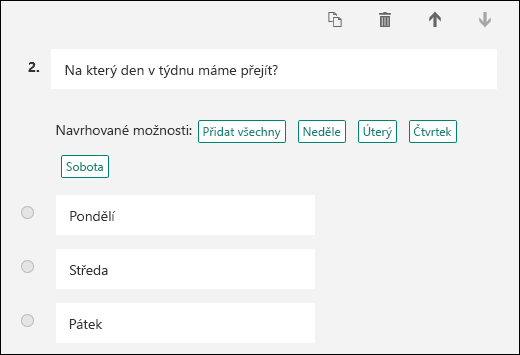 2. Na který den v týdnu máme přejít?
Navrhované možnosti: Přidat všechny Neděle Úterý Čtvrtek
Sobota
Pondělí
Středa
Pátek